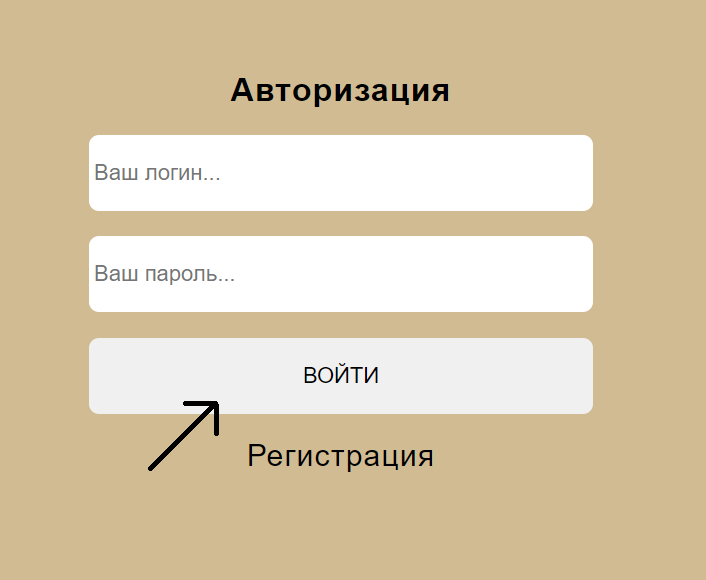 Авторизация
Ваш логин...
Ваш пароль...
ВОЙТИ
Регистрация